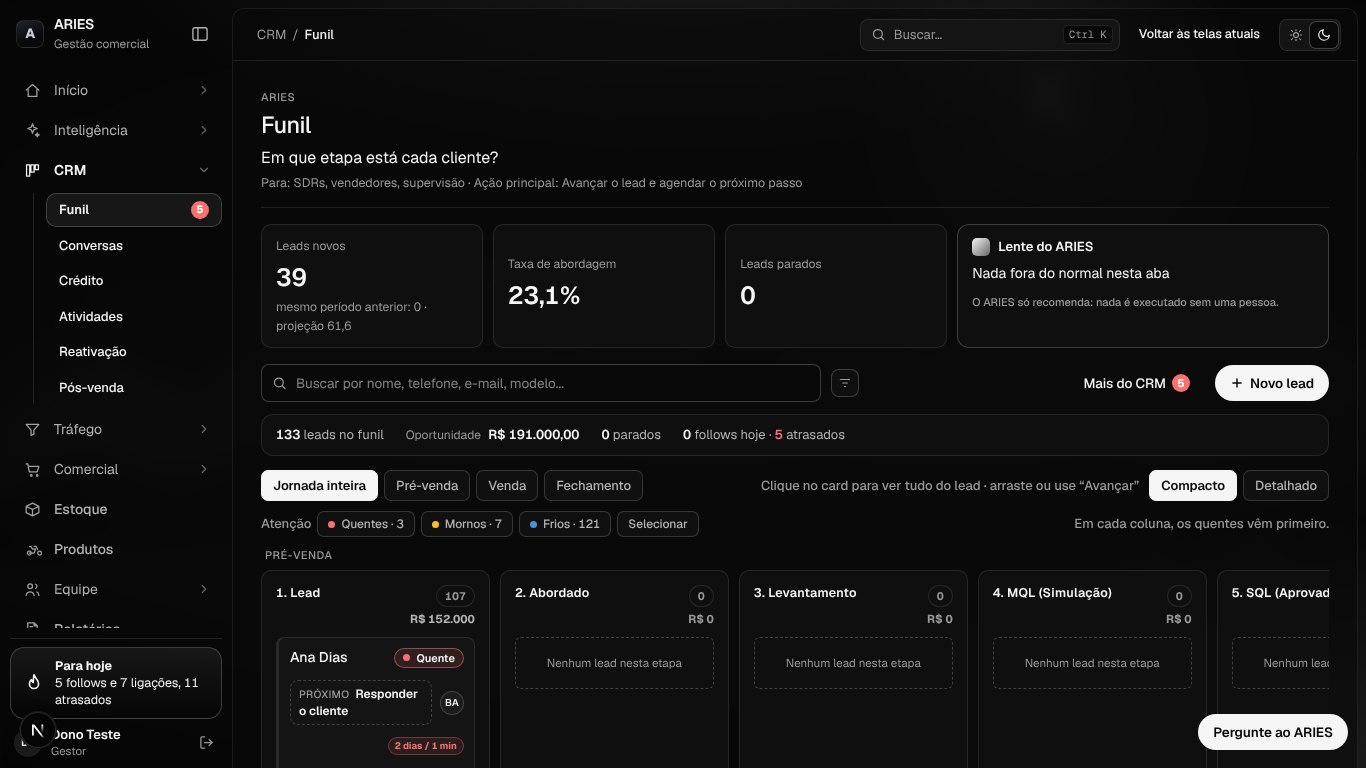 A
ARIES
Gestão comercial
Início
Inteligência
CRM
Funil
5
Conversas
Crédito
Atividades
Reativação
Pós-venda
Tráfego
Comercial
Estoque
Produtos
Equipe
Relatórios
Para hoje
5 follows e 7 ligações, 11
atrasados
N
Dono Teste
Gestor
CRM / Funil
Buscar...
Ctrl K
Voltar às telas atuais
ARIES
Funil
Em que etapa está cada cliente?
Para: SDRs, vendedores, supervisão · Ação principal: Avançar o lead e agendar o próximo passo
Leads novos
39
mesmo período anterior: 0 ·
projeção 61,6
Taxa de abordagem
23,1%
Leads parados
0
Lente do ARIES
Nada fora do normal nesta aba
O ARIES só recomenda: nada é executado sem uma pessoa.
Buscar por nome, telefone, e-mail, modelo...
Mais do CRM 5
+ Novo lead
133 leads no funil Oportunidade R$ 191.000,00 0 parados 0 follows hoje · 5 atrasados
Jornada inteira Pré-venda Venda Fechamento
Clique no card para ver tudo do lead · arraste ou use “Avançar” Compacto Detalhado
Atenção Quentes · 3 Mornos · 7 Frios · 121 Selecionar
Em cada coluna, os quentes vêm primeiro.
PRÉ-VENDA
1. Lead 107
R$ 152.000
Ana Dias Quente
PRÓXIMO Responder
o cliente
BA
2 dias / 1 min
2. Abordado 0
R$ 0
Nenhum lead nesta etapa
3. Levantamento 0
R$ 0
Nenhum lead nesta etapa
4. MQL (Simulação) 0
R$ 0
Nenhum lead nesta etapa
5. SQL (Aprovad
Nenhum lead
Pergunte ao ARIES